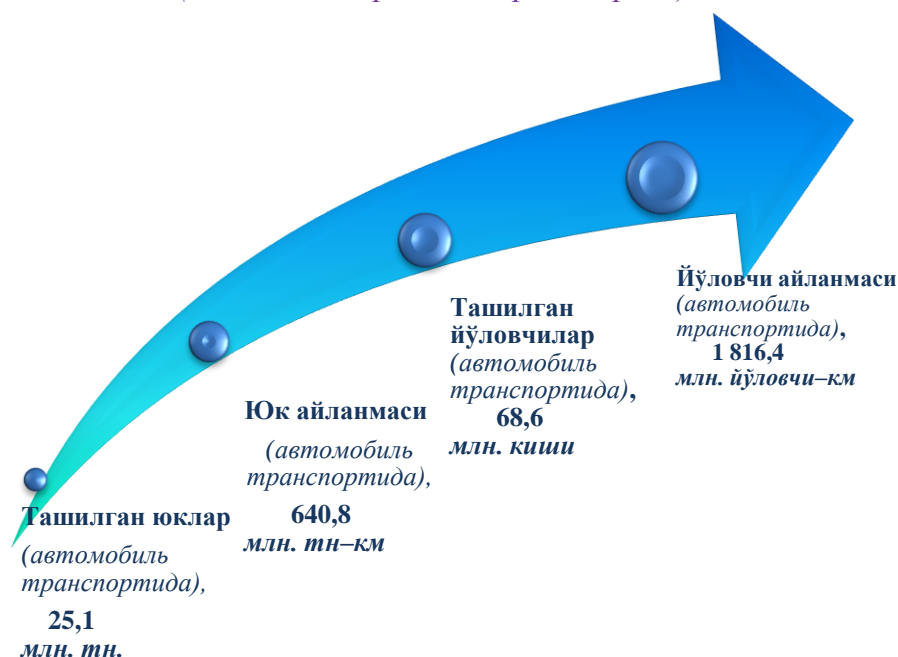 Ташилган юклар
(автомобиль
транспортида),
25,1
млн. тн.
Юк айланмаси
(автомобиль
транспортида),
640,8
млн. тн–км
Ташилган
йўловчилар
(автомобиль
транспортида),
68,6
млн. киши
Йўловчи айланмаси
(автомобиль
транспортида),
1 816,4
млн. йўловчи–км